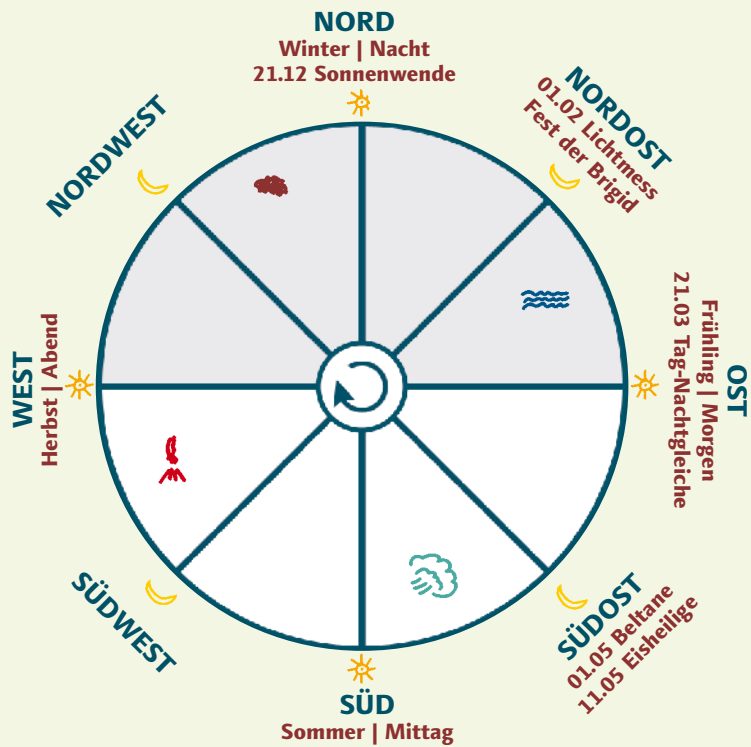 NORD
Winter | Nacht
21.12 Sonnenwende
NORDOST
01.02 Lichtmess
Fest der Brigid
OST
Frühling | Morgen
21.03 Tag-Nachtgleiche
SÜDOST
01.05 Beltane
11.05 Eisheilige
SÜD
Sommer | Mittag
SÜDWEST
WEST
Herbst | Abend
NORDWEST